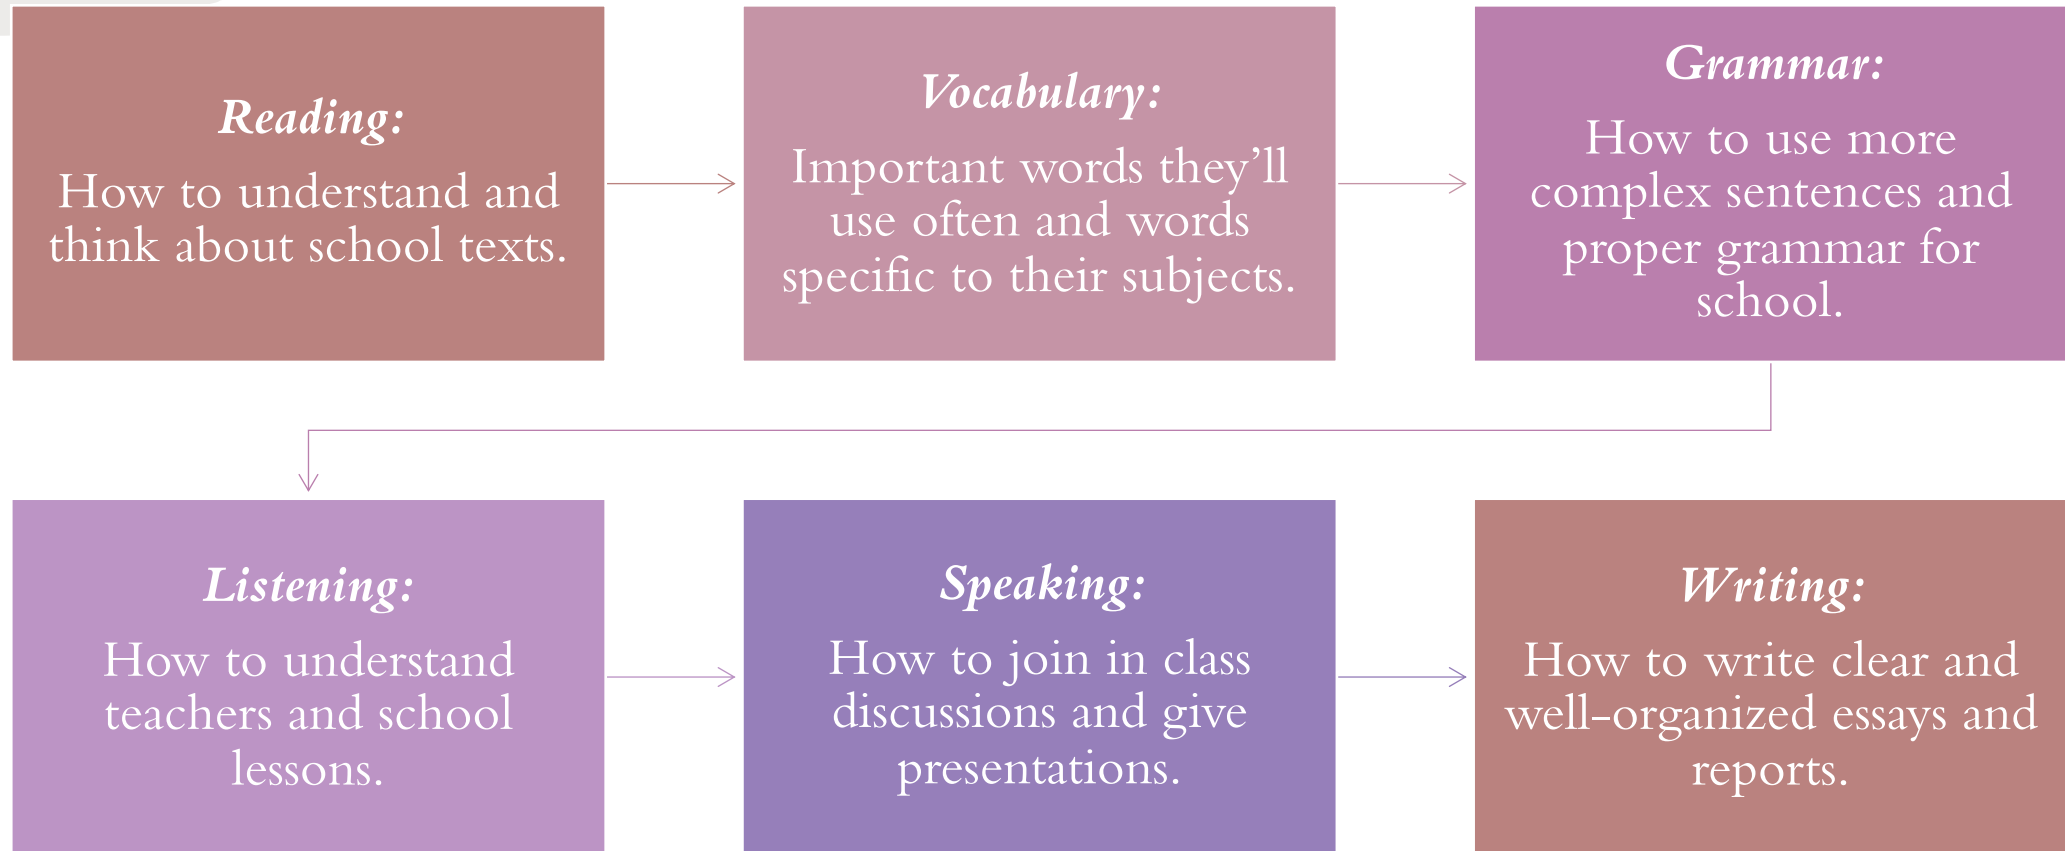 Reading:
How to understand and
think about school texts.
Vocabulary:
Important words they’ll
use often and words
specific to their subjects.
Grammar:
How to use more
complex sentences and
proper grammar for
school.
Listening:
How to understand
teachers and school
lessons.
Speaking:
How to join in class
discussions and give
presentations.
Writing:
How to write clear and
well-organized essays and
reports.